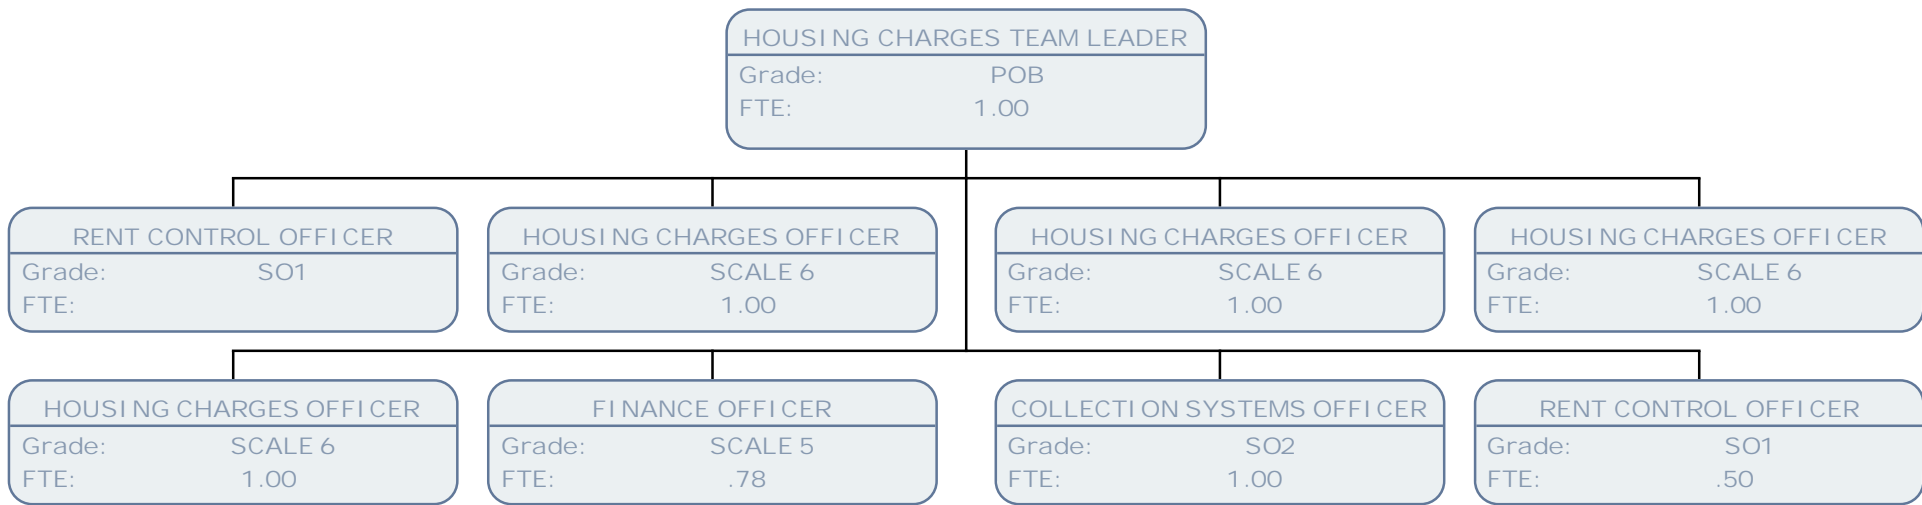 HOUSING CHARGES TEAM LEADER
Grade: POB
FTE: 1.00
RENT CONTROL OFFICER
Grade: SO1
FTE:
HOUSING CHARGES OFFICER
Grade: SCALE 6
FTE: 1.00
HOUSING CHARGES OFFICER
Grade: SCALE 6
FTE: 1.00
HOUSING CHARGES OFFICER
Grade: SCALE 6
FTE: 1.00
HOUSING CHARGES OFFICER
Grade: SCALE 6
FTE: 1.00
FINANCE OFFICER
Grade: SCALE 5
FTE: .78
COLLECTION SYSTEMS OFFICER
Grade: SO2
FTE: 1.00
RENT CONTROL OFFICER
Grade: SO1
FTE: .50